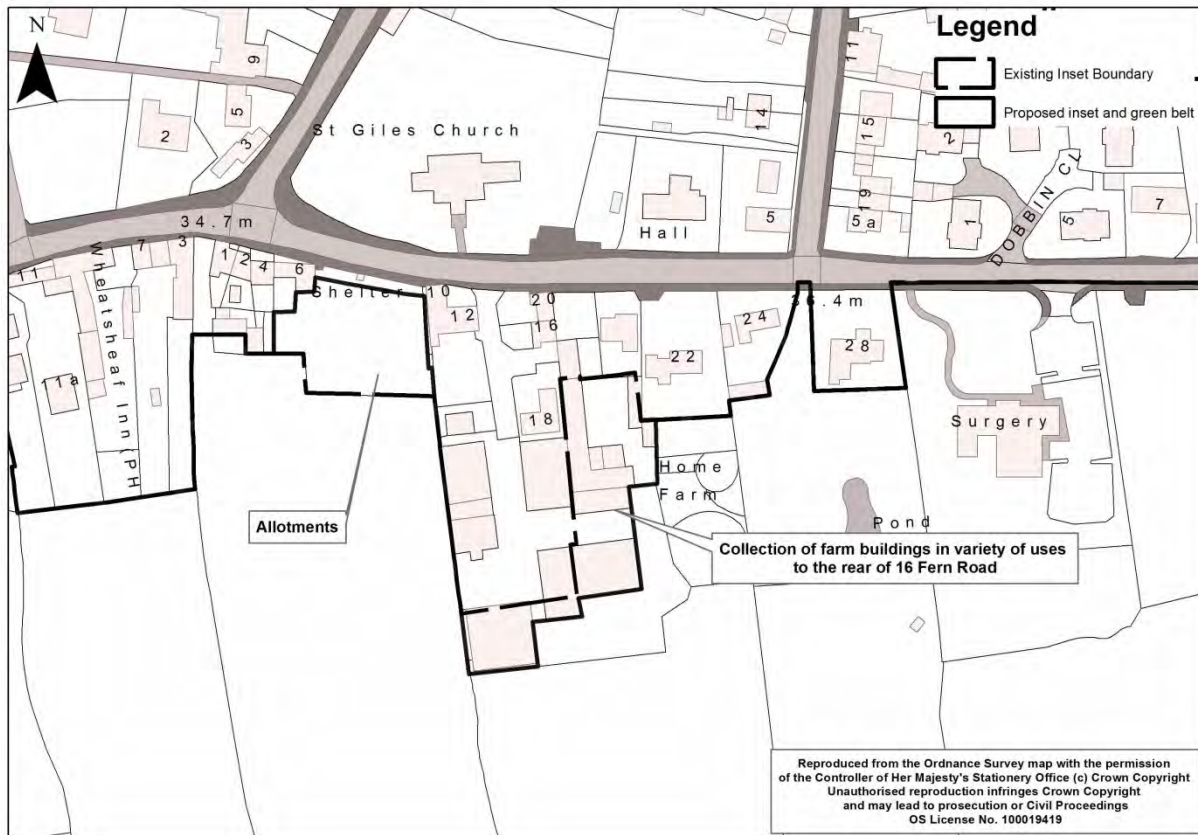 N
Legend
Existing Inset Boundary
Proposed inset and green belt
St Giles Church
9
5
2
3
34.7m
11
14
15
2
19
5
5a
1
5
7
DOBBIN CL
Hall
11
Wheatsheaf Inn (PH
7
3
1
2
4
6
Shelter
10
12
20
16
22
24
36.4m
28
11a
18
Surgery
Home
Farm
Pond
Allotments
Collection of farm buildings in variety of uses
to the rear of 16 Fern Road
Reproduced from the Ordnance Survey map with the permission
of the Controller of Her Majesty's Stationery Office (c) Crown Copyright
Unauthorised reproduction infringes Crown Copyright
and may lead to prosecution or Civil Proceedings
OS License No. 100019419